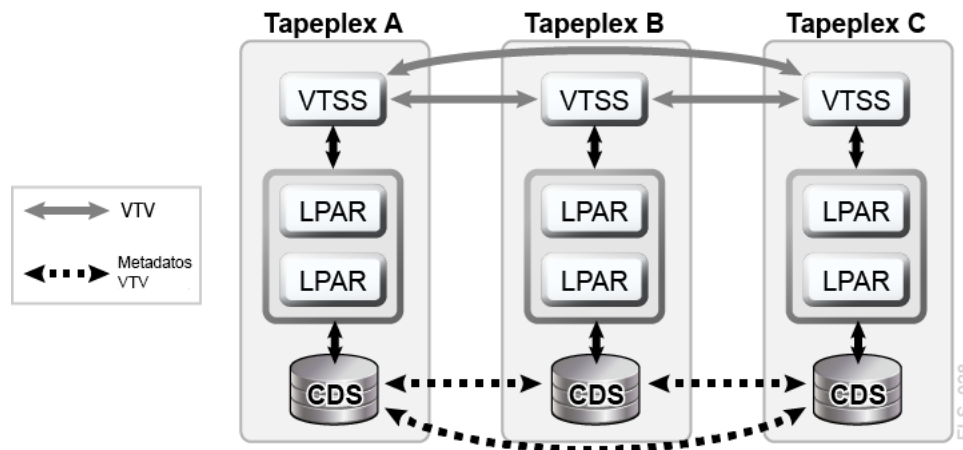 Tapeplex A
Tapeplex B
Tapeplex C
VTSS
VTSS
VTSS
LPAR
LPAR
LPAR
LPAR
LPAR
LPAR
CDS
CDS
CDS
VTV
Metadatos
VTV